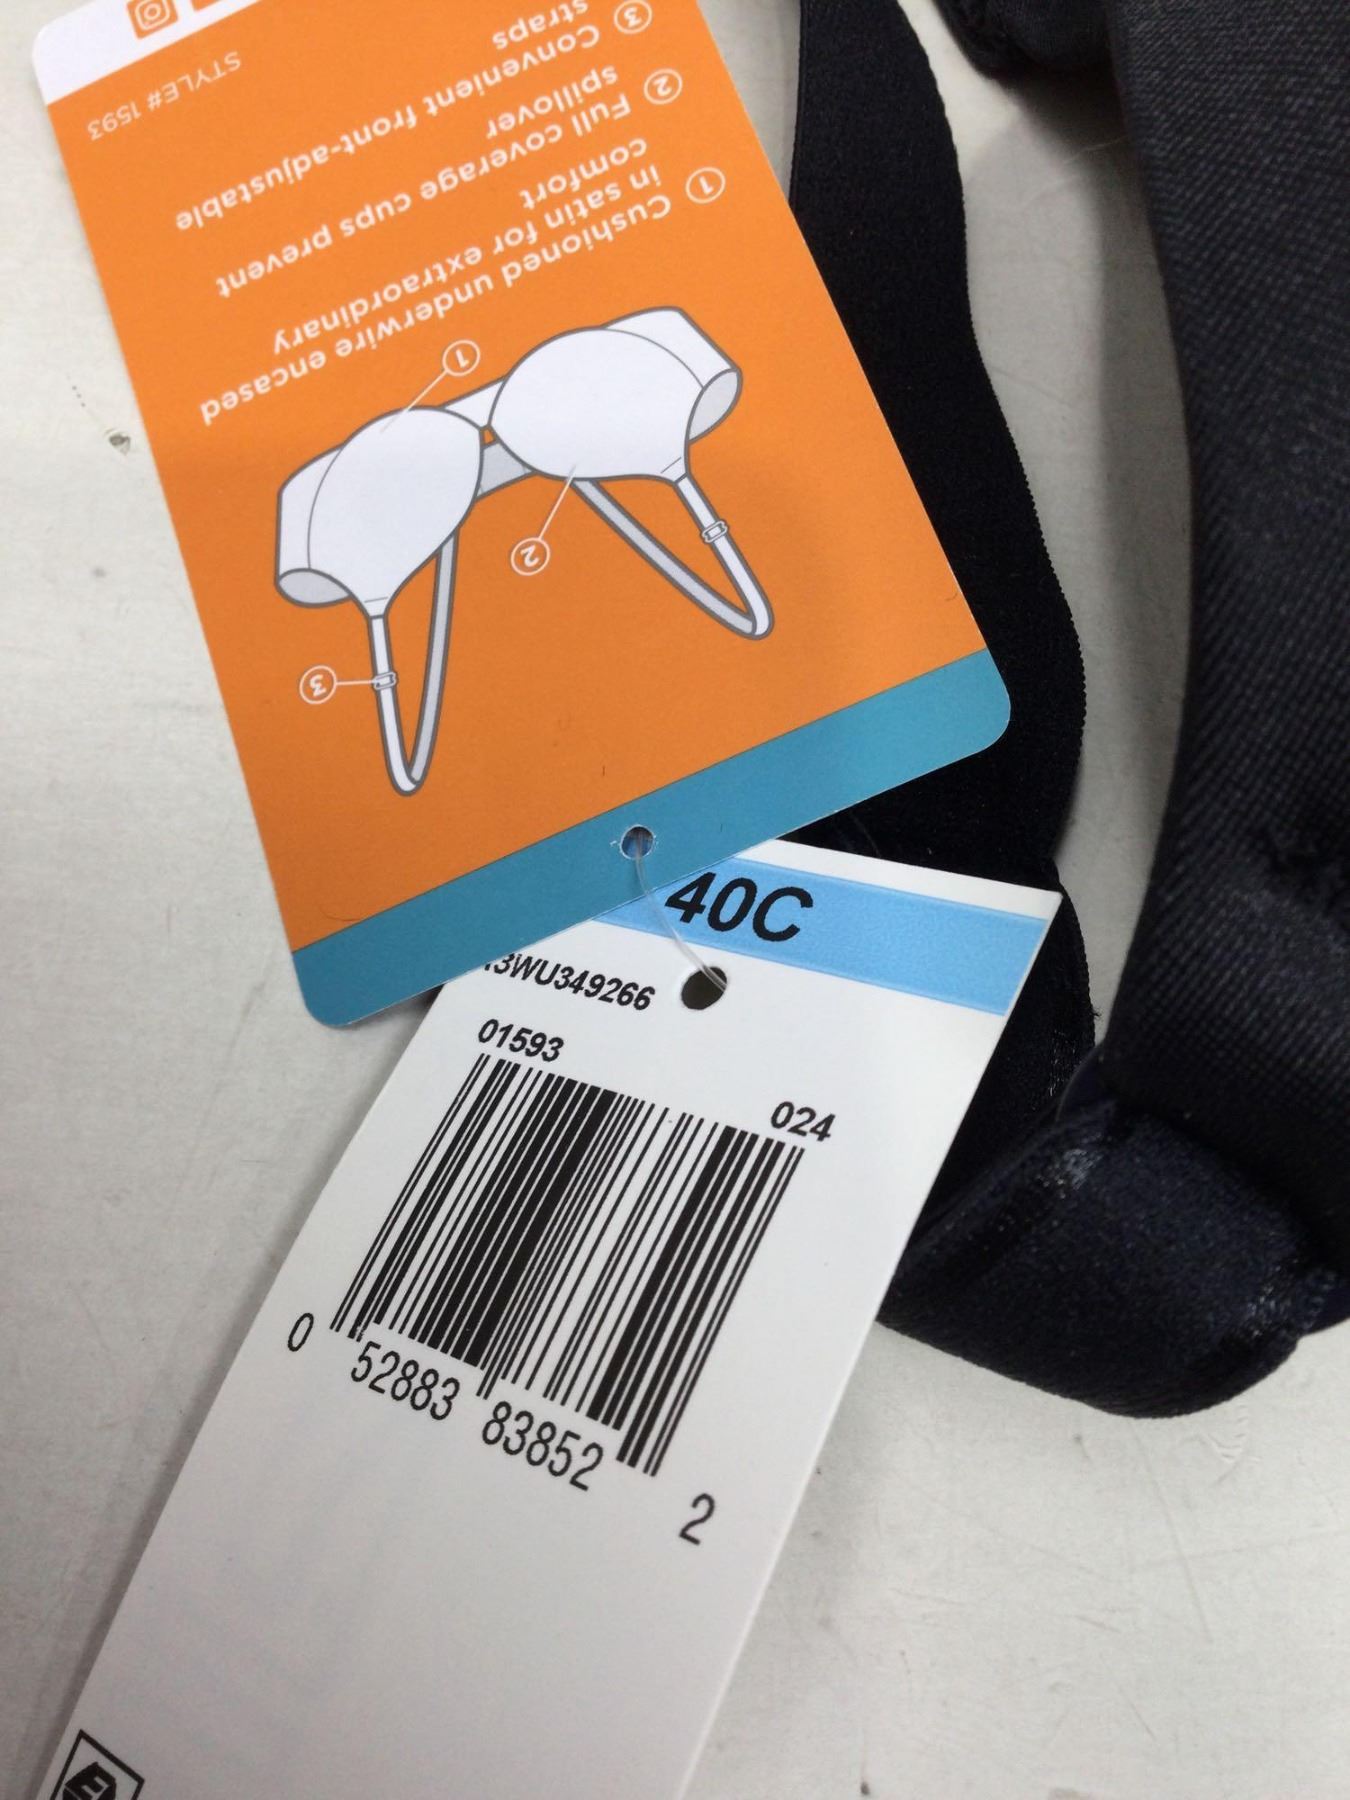 1 Cushioned underwire encased
in satin for extraordinary
comfort
2 Full coverage cups prevent
spillover
3 Convenient front-adjustable
straps
STYLE# 1593
1
2
3
40C
3WU349266
01593
024
0 52883 83852 2